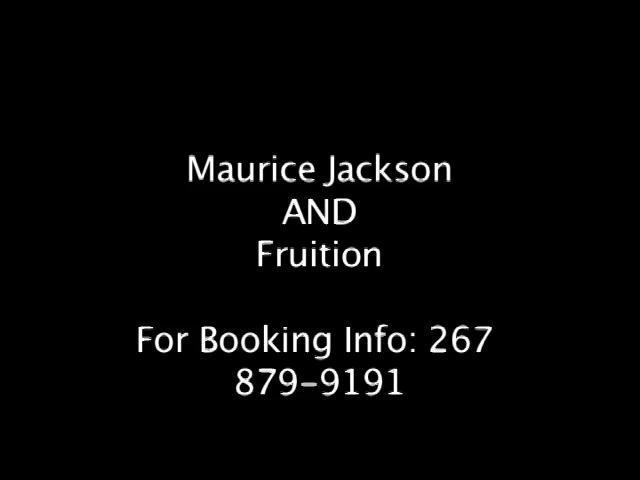 Maurice Jackson
AND
Fruition
For Booking Info: 267
879-9191